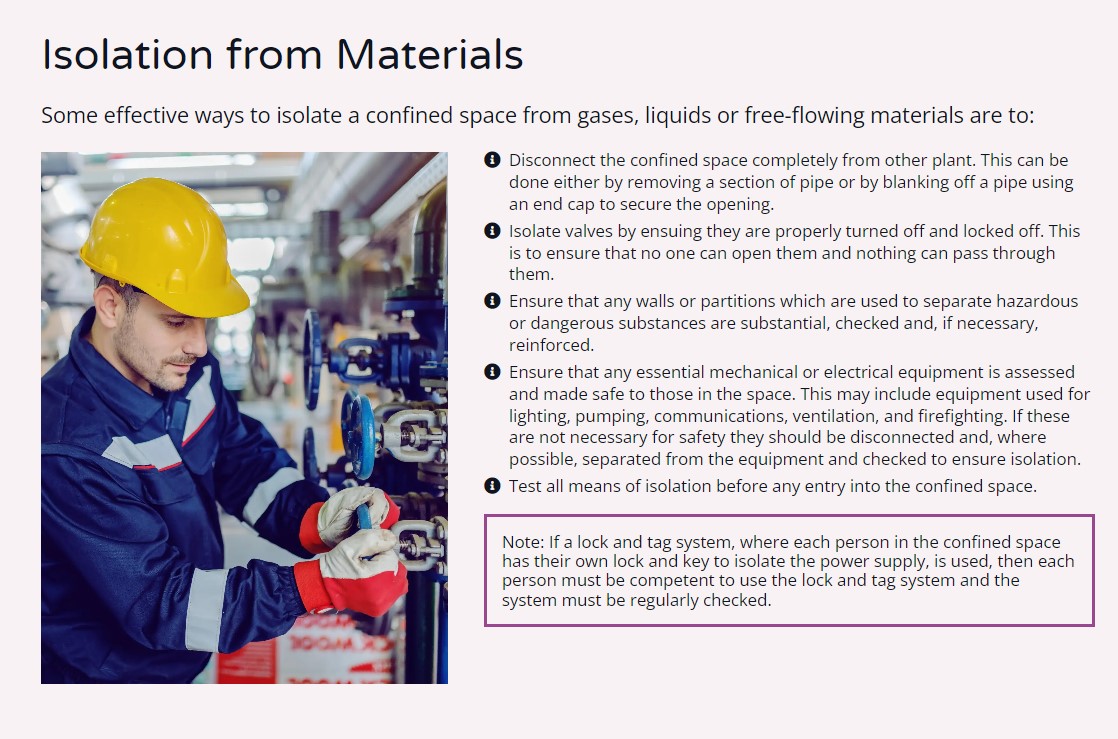 Isolation from Materials
Some effective ways to isolate a confined space from gases, liquids or free-flowing materials are to:
Disconnect the confined space completely from other plant. This can be
done either by removing a section of pipe or by blanking off a pipe using
an end cap to secure the opening.
Isolate valves by ensuing they are properly turned off and locked off. This
is to ensure that no one can open them and nothing can pass through
them.
Ensure that any walls or partitions which are used to separate hazardous
or dangerous substances are substantial, checked and, if necessary,
reinforced.
Ensure that any essential mechanical or electrical equipment is assessed
and made safe to those in the space. This may include equipment used for
lighting, pumping, communications, ventilation, and firefighting. If these
are not necessary for safety they should be disconnected and, where
possible, separated from the equipment and checked to ensure isolation.
Test all means of isolation before any entry into the confined space.
Note: If a lock and tag system, where each person in the confined space
has their own lock and key to isolate the power supply, is used, then each
person must be competent to use the lock and tag system and the
system must be regularly checked.